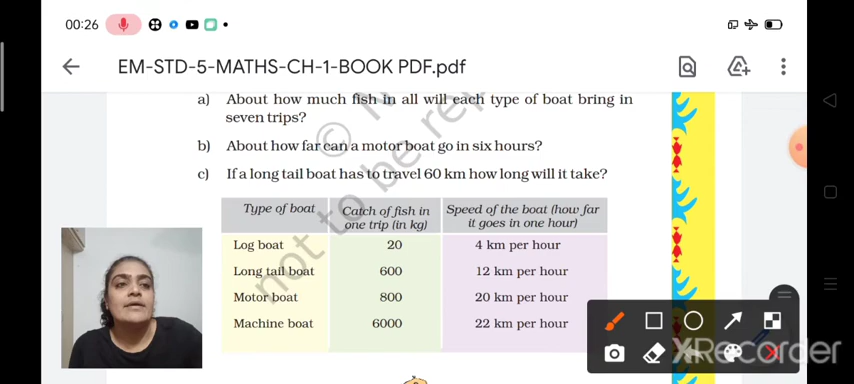 00:26
EM-STD-5-MATHS-CH-1-BOOK PDF.pdf
a) About how much fish in all will each type of boat bring in
seven trips?
b) About how far can a motor boat go in six hours?
c) If a long tail boat has to travel 60 km how long will it take?
Type of boat Catch of fish in one trip (in kg) Speed of the boat (how far it goes in one hour)
Log boat 20 4 km per hour
Long tail boat 600 12 km per hour
Motor boat 800 20 km per hour
Machine boat 6000 22 km per hour
© N
not to be rep
XRecorder